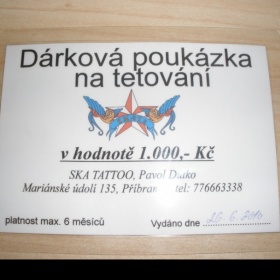 Dárková poukázka
na tetování
v hodnotě 1.000,- Kč
SKA TATTOO, Pavol
Mariánské údolí 135, Příbram tel: 776663338
platnost max. 6 měsíců
Vydáno dne